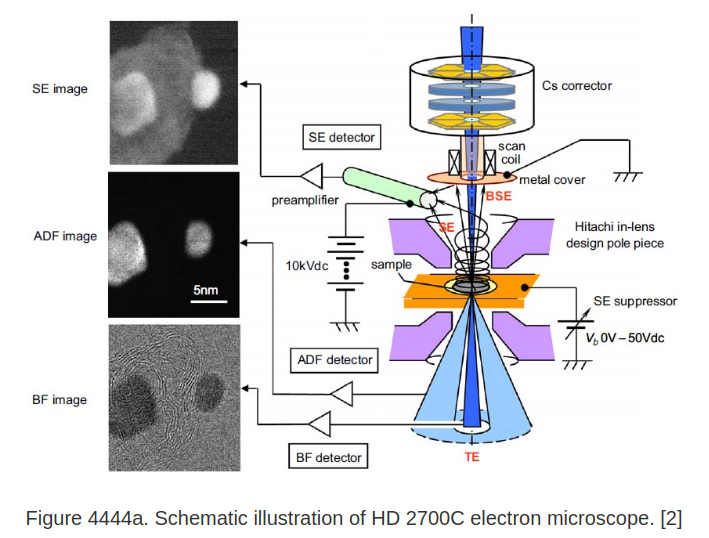 SE image
SE detector
preamplifier
Cs corrector
scan
coil
metal cover
BSE
SE
Hitachi in-lens
design pole piece
ADF image
5nm
10kVdc
sample
SE suppressor
Vb 0V – 50Vdc
ADF detector
BF image
BF detector
TE
Figure 4444a. Schematic illustration of HD 2700C electron microscope. [2]